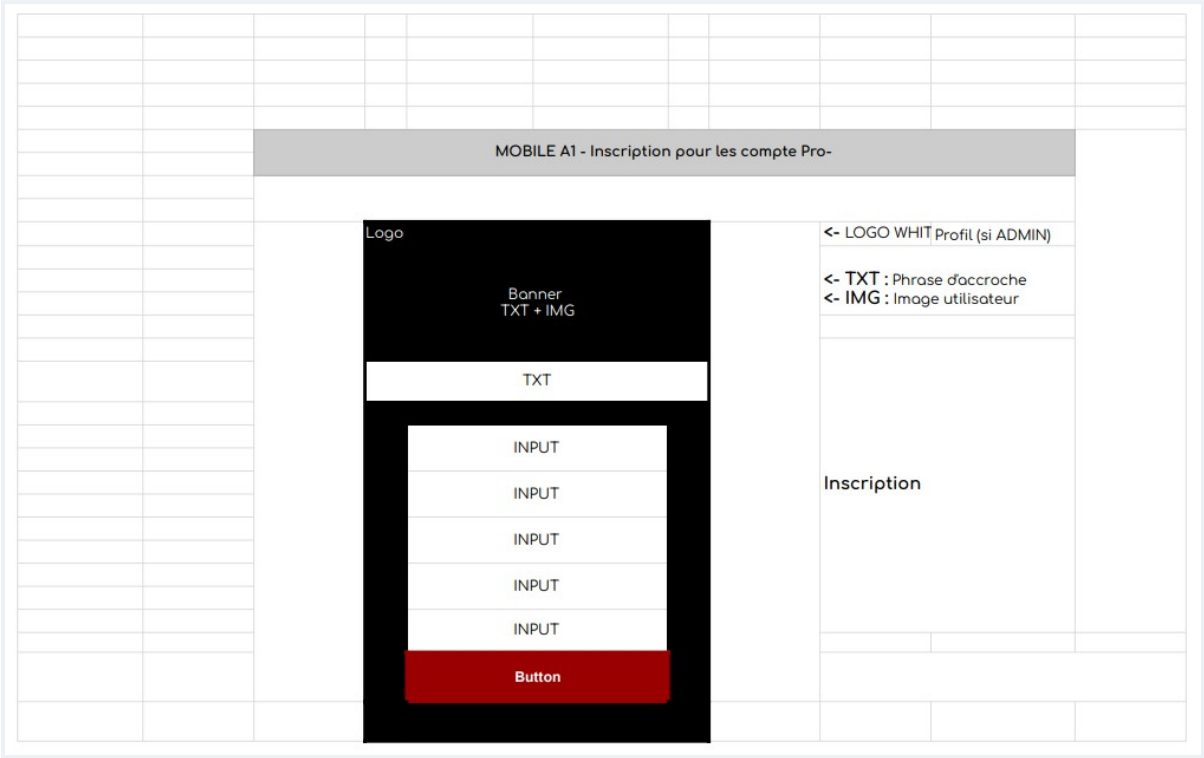 MOBILE A1 - Inscription pour les compte Pro-
Logo
<- LOGO WHIT Profil (si ADMIN)
Banner
TXT + IMG
<- TXT : Phrase d'accroche
<- IMG : Image utilisateur
TXT
INPUT
INPUT
INPUT
INPUT
INPUT
Button
Inscription